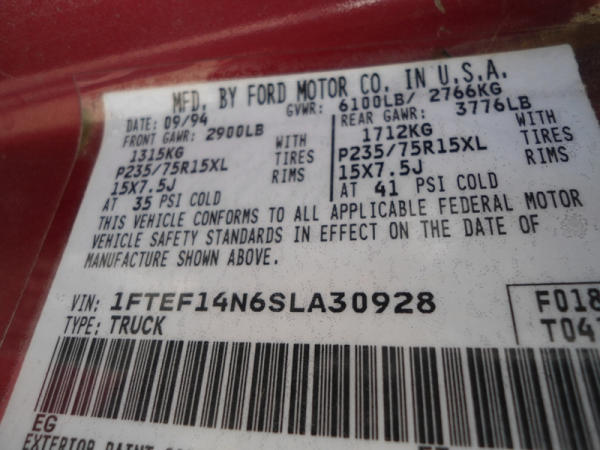 MFD. BY FORD MOTOR CO. IN U.S.A.
DATE: 09/94 GVWR: 6100LB/ 2766KG
FRONT GAWR: 2900LB REAR GAWR: 3776LB
1315KG WITH 1712KG WITH
P235/75R15XL TIRES P235/75R15XL TIRES
15X7.5J RIMS 15X7.5J RIMS
AT 35 PSI COLD AT 41 PSI COLD
THIS VEHICLE CONFORMS TO ALL APPLICABLE FEDERAL MOTOR
VEHICLE SAFETY STANDARDS IN EFFECT ON THE DATE OF
MANUFACTURE SHOWN ABOVE.
VIN: 1FTEF14N6SLA30928 F018
TYPE: TRUCK T04
EG
EXTERIOR PAINT